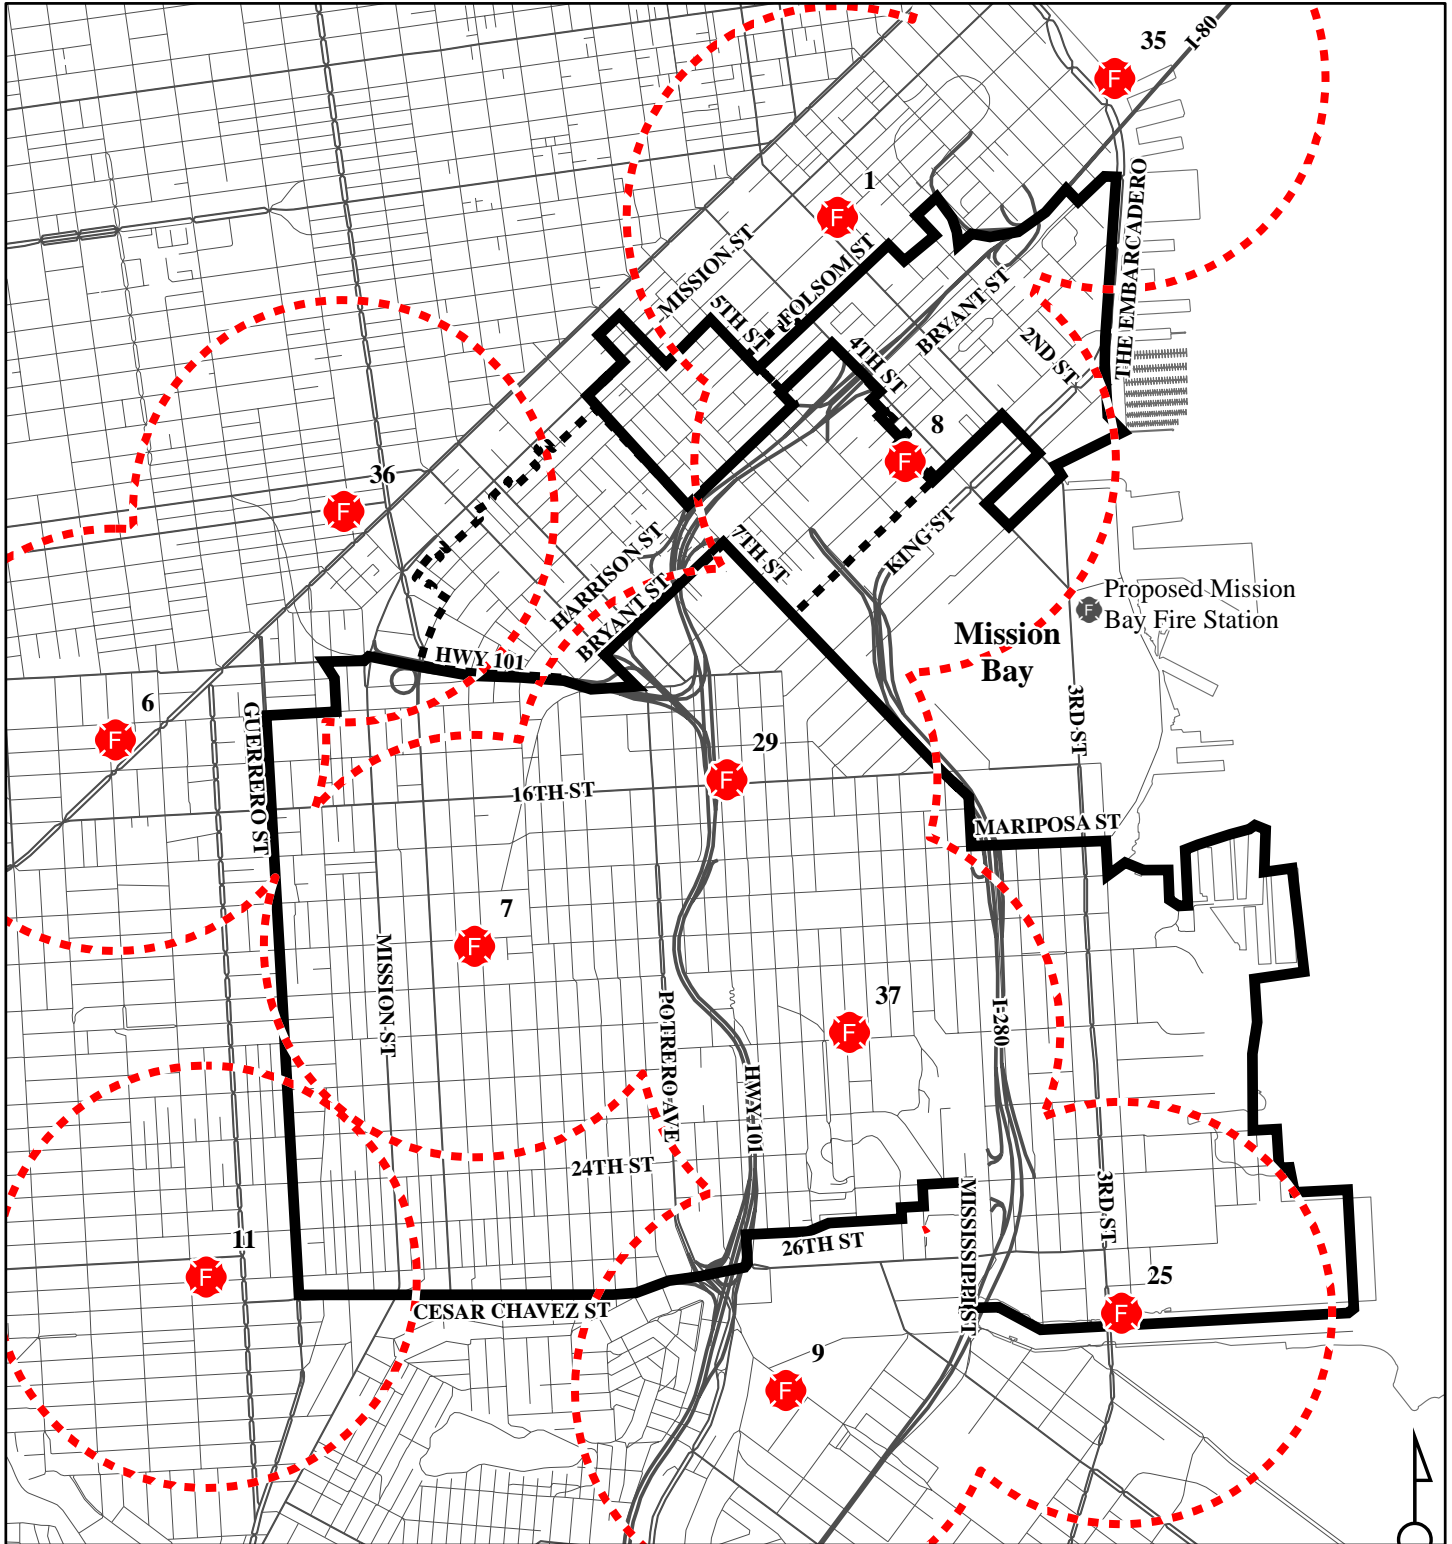 35
F
I-80
1
F
THE EMBARCADERO
MISSION ST
FOLSOM ST
5TH ST
BRYANT ST
2ND ST
4TH ST
8
F
36
F
7TH ST
KING ST
HARRISON ST
BRYANT ST
Proposed Mission
Bay Fire Station
F
Mission
Bay
HWY 101
6
F
GUERRERO ST
3RD ST
29
F
16TH ST
MARIPOSA ST
7
F
MISSION ST
37
F
I-280
POTRERO AVE
HWY 101
24TH ST
MISSISSIPPI ST
3RD ST
11
F
26TH ST
25
F
CESAR CHAVEZ ST
9
F